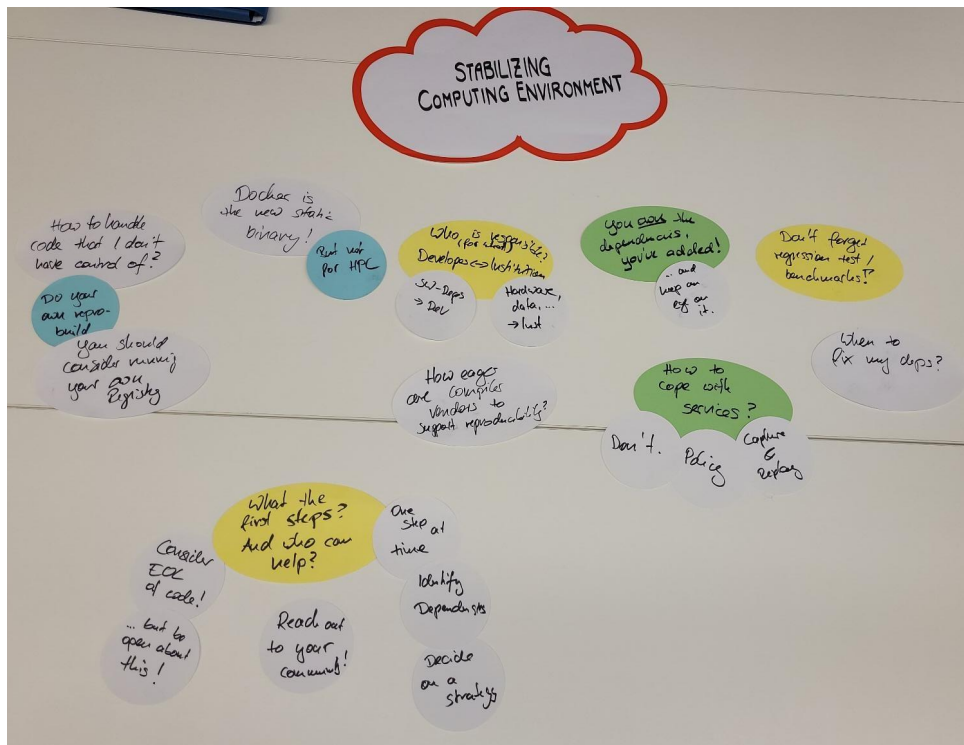 STABILIZING
COMPUTING ENVIRONMENT
How to handle
code that I don't
have control of?
Do your
own repro-
build
you should
consider running
your own
Registry
Docker is
the new static
binary!
But not
for HPC
Who is responsible?
(for what)
Developer <-> Institution
SW-Deps
→ Dev
Hardware,
data, ...
→ Inst
you own the
dependencies,
you've added!
... and
keep an
eye on
it.
Don't forget
regression test /
benchmarks!?
When to
fix my deps?
How eager
are compiler
vendors to
support reproducibility?
How to
cope with
services?
Don't.
Policy
Capture
&
Replay
What the
first steps?
And who can
help?
Consider
EOL
of code!
... but be
open about
this!
Reach out
to your
community!
One
step at
time
Identify
Dependencies
Decide
on a
strategy